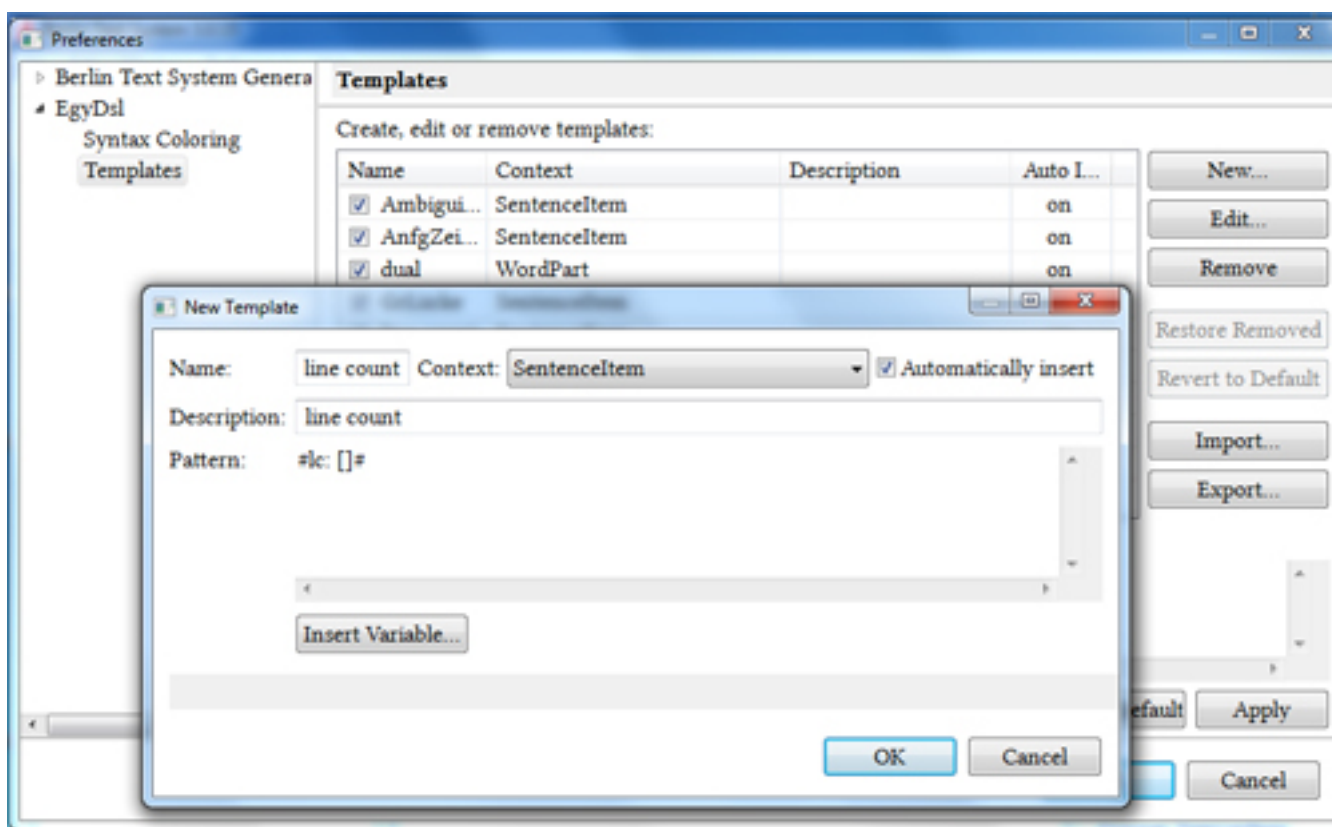 Preferences
Berlin Text System Genera
EgyDsl
Syntax Coloring
Templates
Templates
Create, edit or remove templates:
Name Context Description Auto I...
Ambigui... SentenceItem on
AnfgZei... SentenceItem on
dual WordPart on
New...
Edit...
Remove
Restore Removed
Revert to Default
Import...
Export...
New Template
Name: line count Context: SentenceItem Automatically insert
Description: line count
Pattern: #lc: []#
Insert Variable...
OK Cancel
efault Apply
Cancel